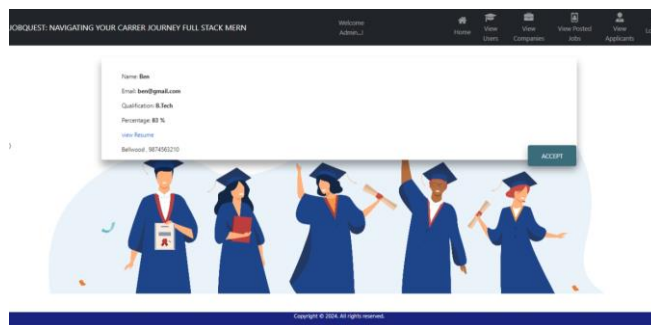 JOBQUEST: NAVIGATING YOUR CARRER JOURNEY FULL STACK MERN
Welcome
Admin...!
Home
View
Users
View
Companies
View Posted
Jobs
View
Applicants
Name: Ben
Email: ben@gmail.com
Qualification: B.Tech
Percentage: 83 %
view Resume
Bellwood , 9874563210
ACCEPT
Copyright © 2024. All rights reserved.